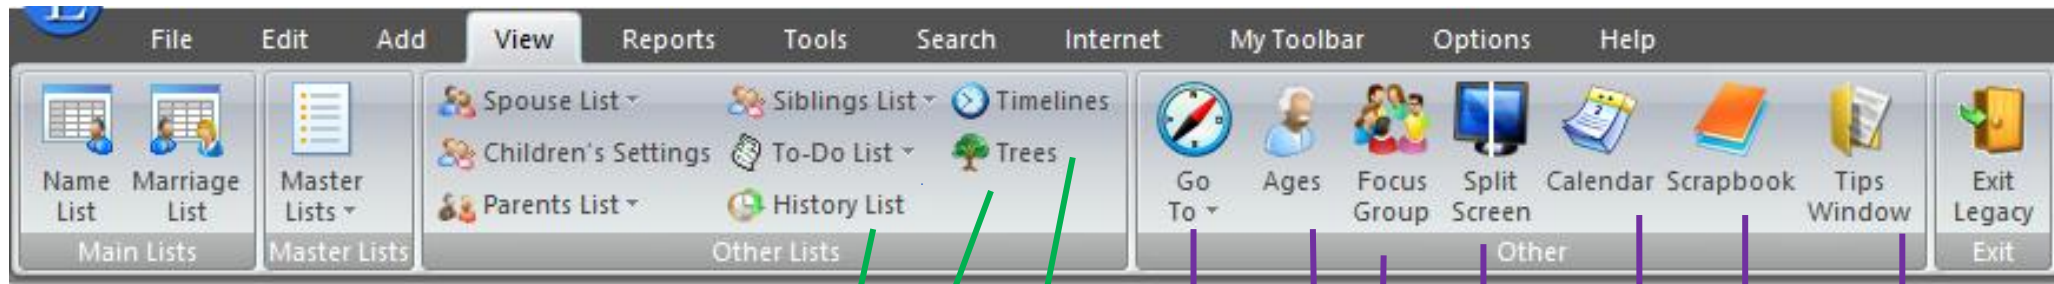 File Edit Add View Reports Tools Search Internet My Toolbar Options Help
Spouse List Siblings List Timelines
Children's Settings To-Do List Trees
Name Marriage Master Go Ages Focus Split Calendar Scrapbook Tips Exit
List List Lists Parents List History List To Group Screen Window Legacy
Main Lists Master Lists Other Lists Other Exit